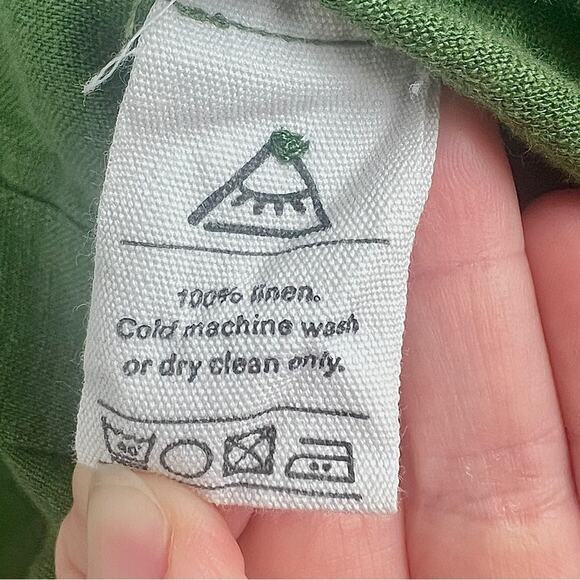 100% linen.
Cold machine wash
or dry clean only.